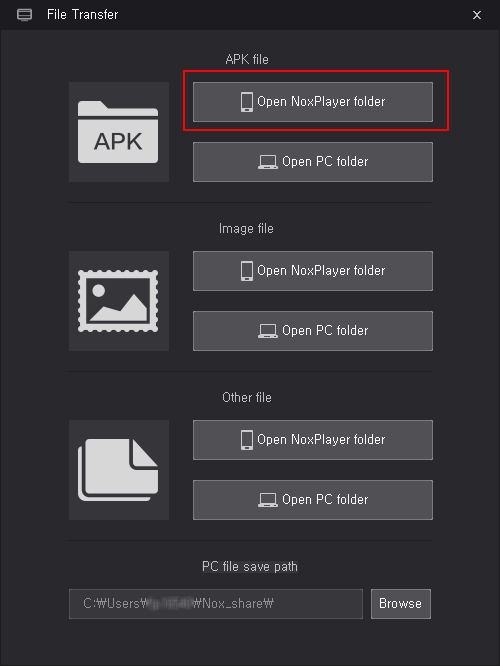 File Transfer
APK file
APK
Open NoxPlayer folder
Open PC folder
Image file
Open NoxPlayer folder
Open PC folder
Other file
Open NoxPlayer folder
Open PC folder
PC file save path
C:₩Users₩ ₩Nox_share₩
Browse